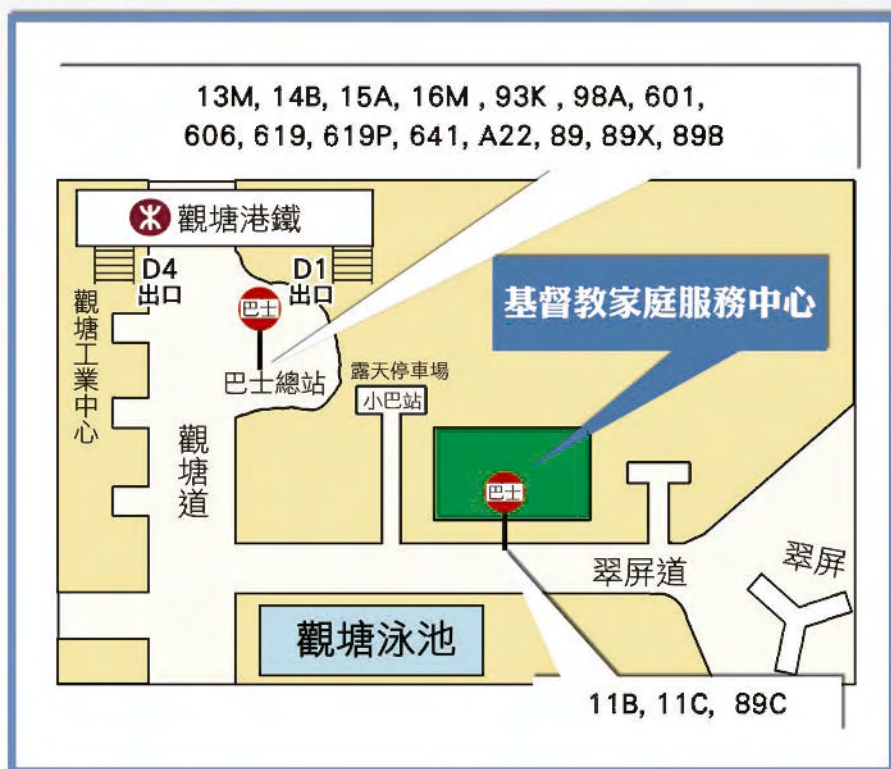 13M, 14B, 15A, 16M , 93K , 98A, 601,
606, 619, 619P, 641, A22, 89, 89X, 89B
觀塘港鐵
D4
出口
D1
出口
巴士
基督教家庭服務中心
觀塘工業中心
巴士總站
露天停車場
小巴站
觀塘道
巴士
翠屏道
翠屏
觀塘泳池
11B, 11C, 89C